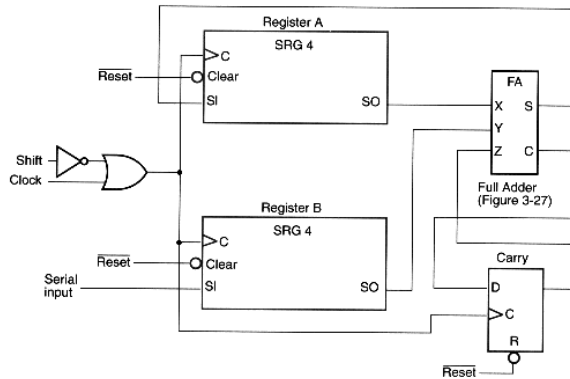 Register A
SRG 4
C
Reset
Clear
SI
SO
FA
X
S
Y
Z
C
Shift
Clock
Full Adder
(Figure 3-27)
Register B
SRG 4
C
Reset
Clear
Serial
input
SI
SO
Carry
D
C
R
Reset